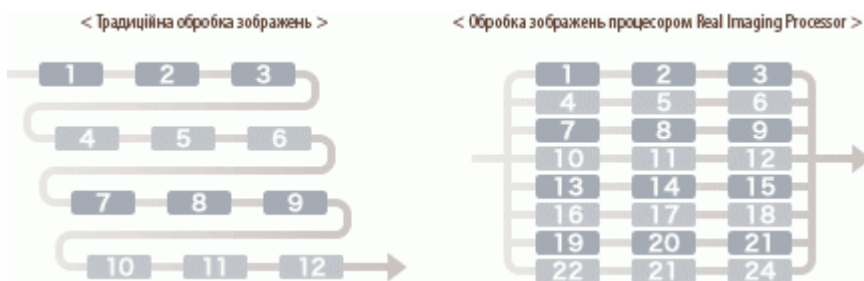 < Традиційна обробка зображень >
1 2 3
4 5 6
7 8 9
10 11 12
< Обробка зображень процесором Real Imaging Processor >
1 2 3
4 5 6
7 8 9
10 11 12
13 14 15
16 17 18
19 20 21
22 21 24